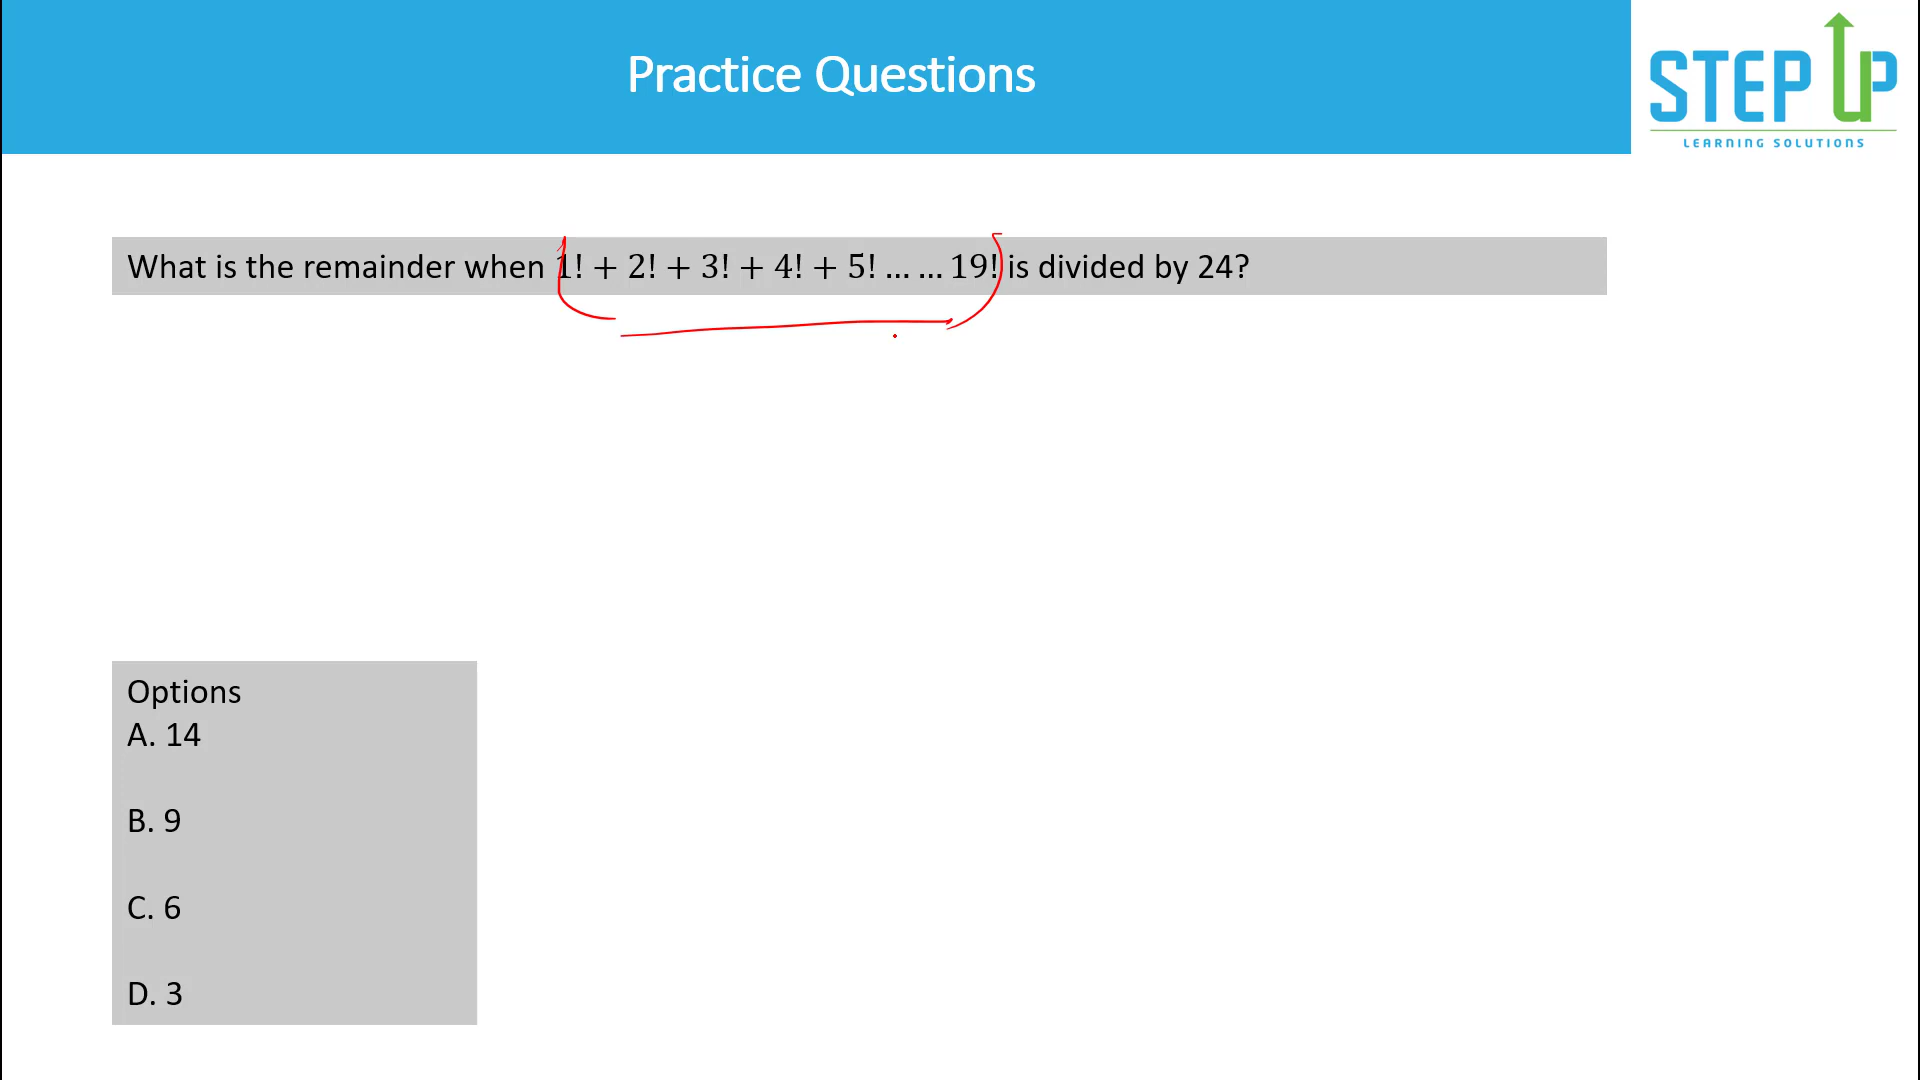 Practice Questions
STEP UP
LEARNING SOLUTIONS
What is the remainder when 1! + 2! + 3! + 4! + 5! … … 19! is divided by 24?
Options
A. 14
B. 9
C. 6
D. 3